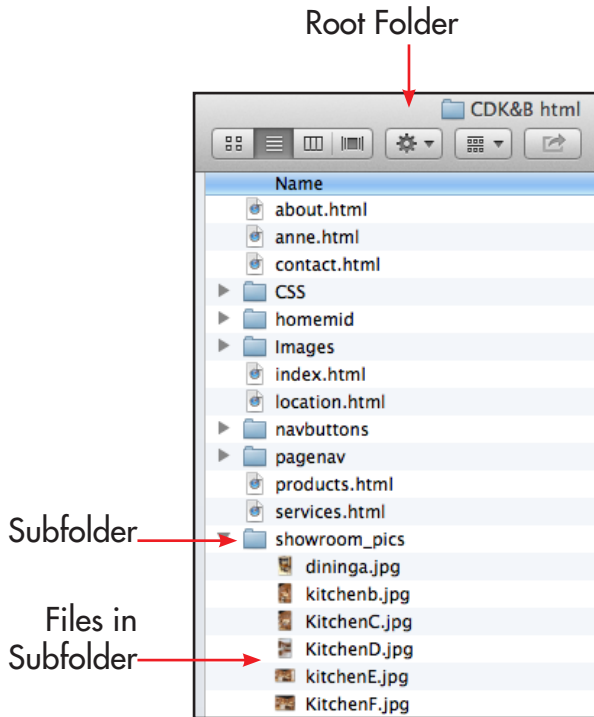 Root Folder
CDK&B html
Name
about.html
anne.html
contact.html
CSS
homemid
Images
index.html
location.html
navbuttons
pagenav
products.html
services.html
Subfolder
showroom_pics
dininga.jpg
kitchenb.jpg
KitchenC.jpg
Files in
Subfolder
KitchenD.jpg
kitchenE.jpg
KitchenF.jpg